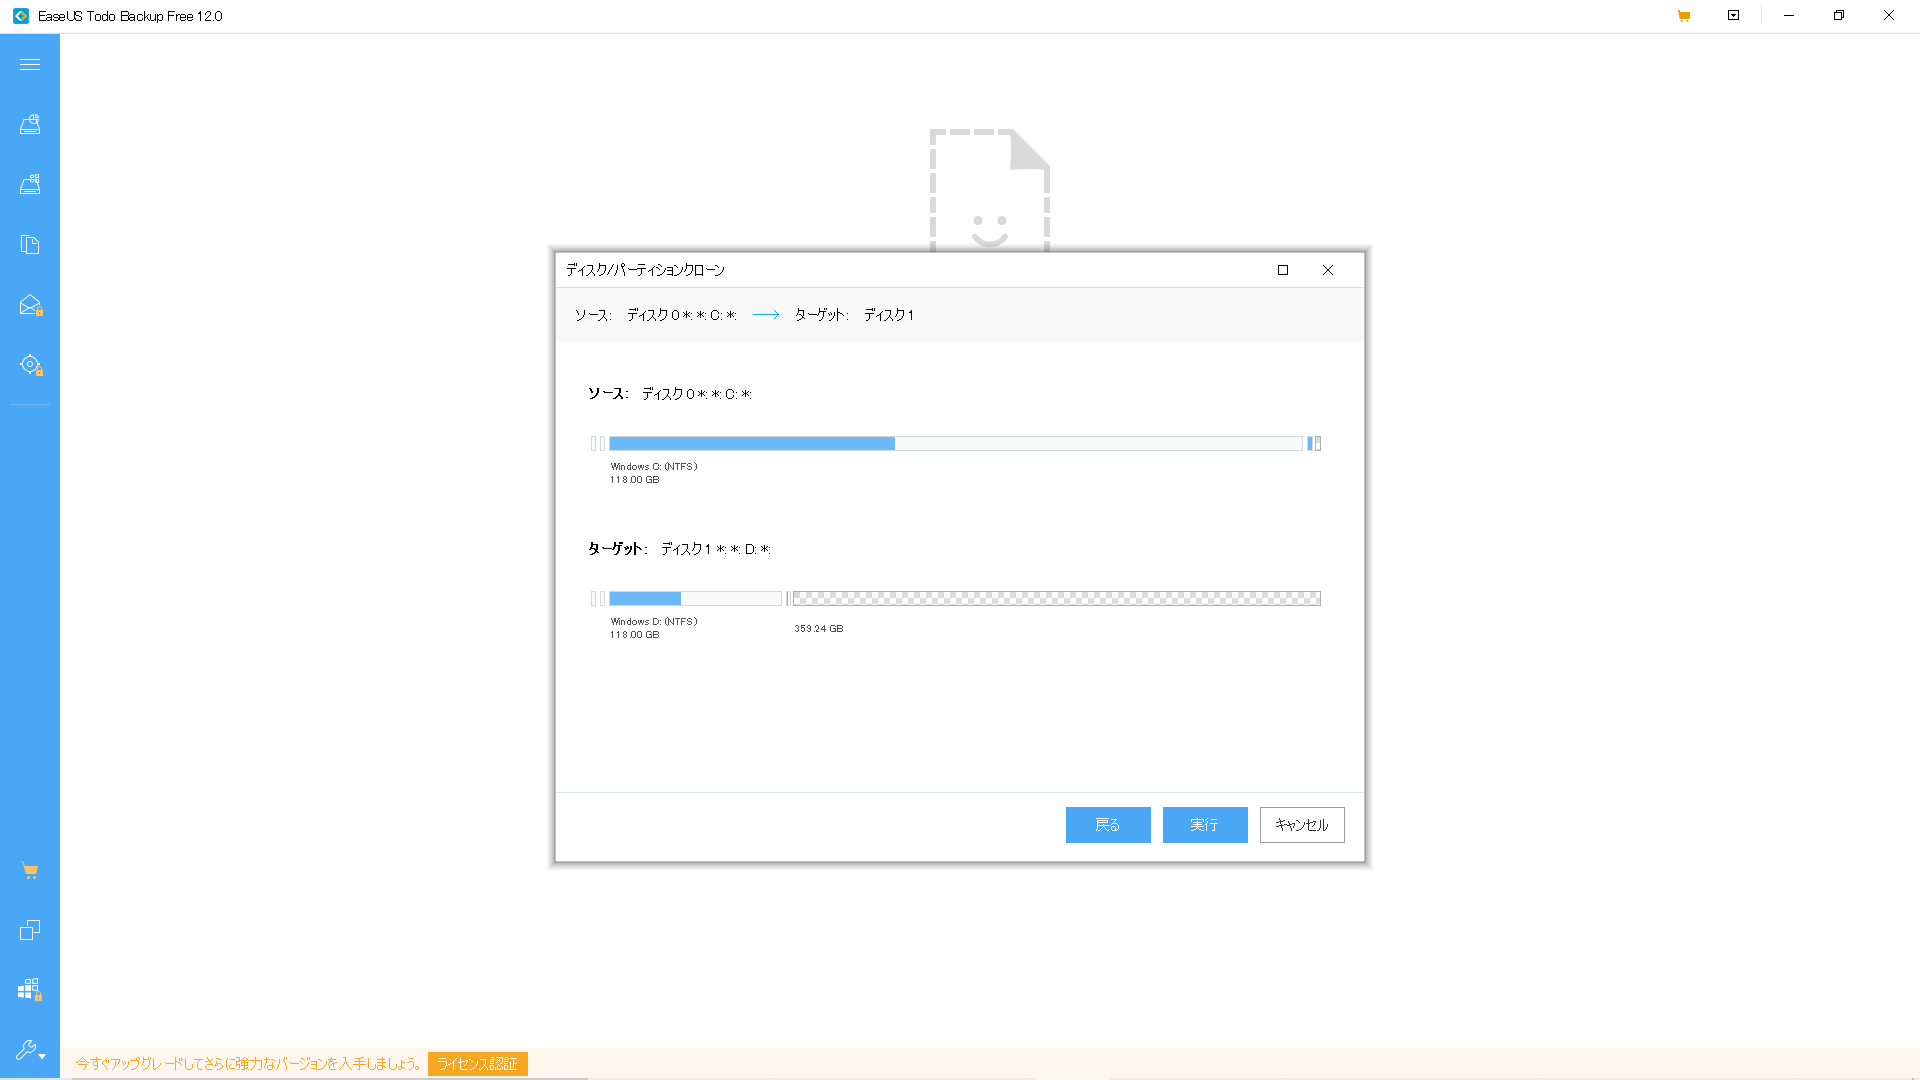 EaseUS Todo Backup Free 12.0
ディスク/パーティションクローン
ソース: ディスク 0 *: *: C: *: ターゲット: ディスク 1
ソース: ディスク 0 *: *: C: *:
Windows C: (NTFS)
118.00 GB
ターゲット: ディスク 1 *: *: D: *:
Windows D: (NTFS)
118.00 GB
359.24 GB
戻る 実行 キャンセル
今すぐアップグレードしてさらに強力なバージョンを入手しましょう。 ライセンス認証